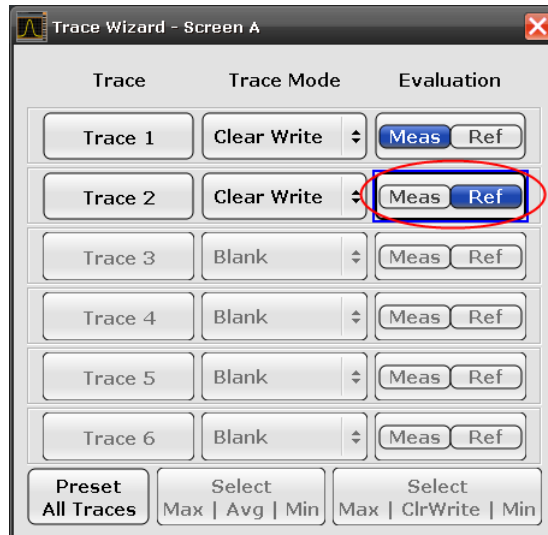 Trace Wizard - Screen A
Trace Trace Mode Evaluation
Trace 1 Clear Write Meas Ref
Trace 2 Clear Write Meas Ref
Trace 3 Blank Meas Ref
Trace 4 Blank Meas Ref
Trace 5 Blank Meas Ref
Trace 6 Blank Meas Ref
Preset Select Select
All Traces Max | Avg | Min Max | ClrWrite | Min